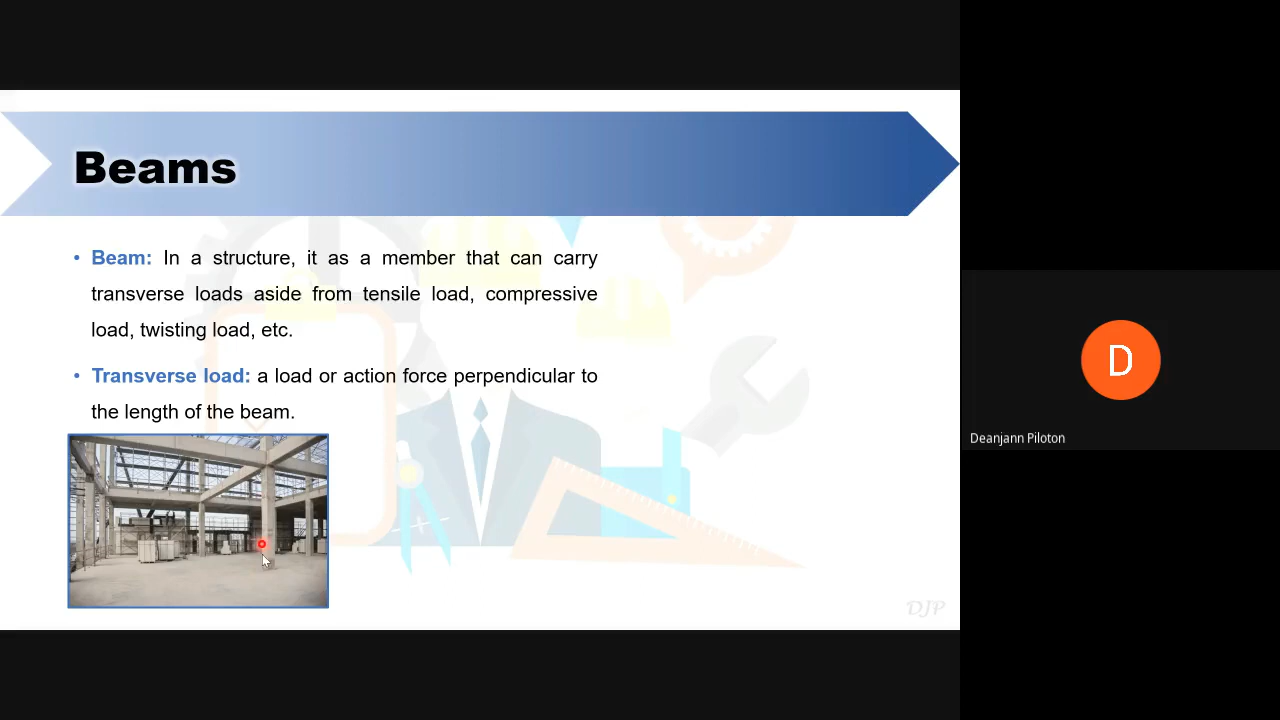 Beams
• Beam: In a structure, it as a member that can carry
transverse loads aside from tensile load, compressive
load, twisting load, etc.
• Transverse load: a load or action force perpendicular to
the length of the beam.
DJP
D
Deanjann Piloton